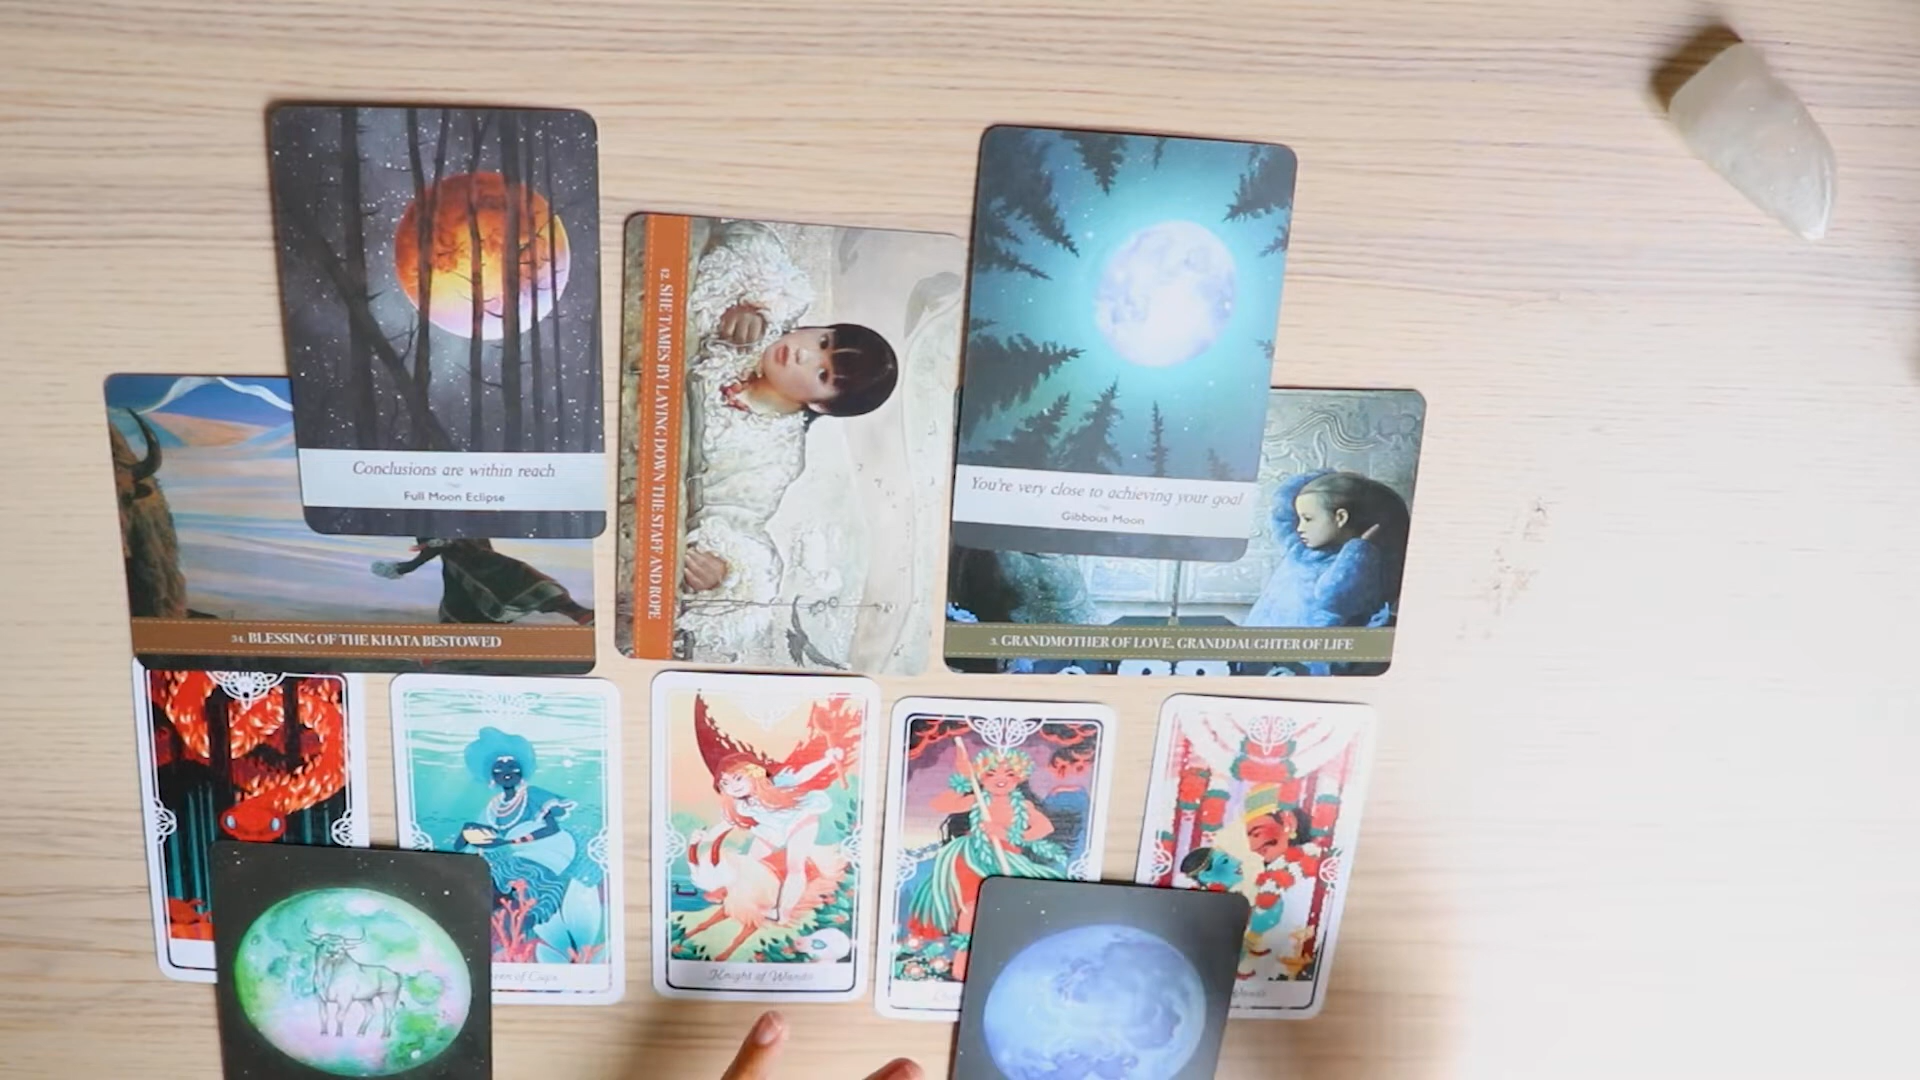 Conclusions are within reach
Full Moon Eclipse
34. BLESSING OF THE KHATA BESTOWED
12. SHE TAMES BY LAYING DOWN THE STAFF AND ROPE
You're very close to achieving your goal
Gibbous Moon
3. GRANDMOTHER OF LOVE, GRANDDAUGHTER OF LIFE
of Cups
Knight of Wands